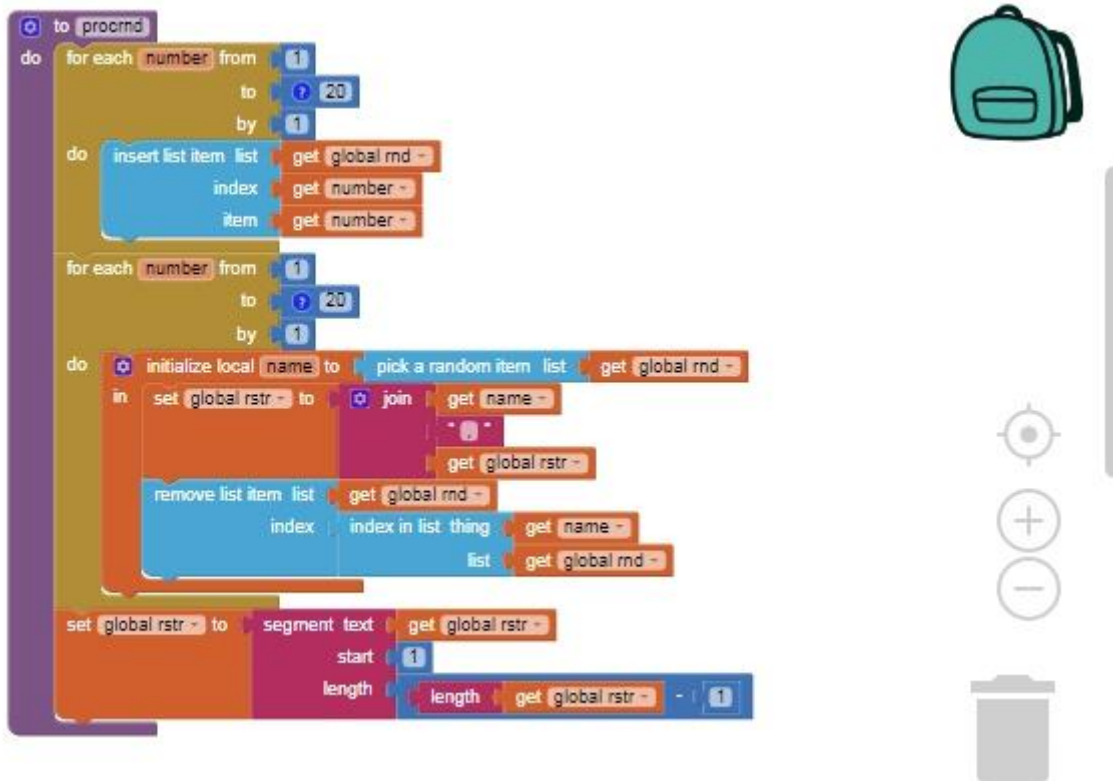 to procrnd
do for each number from 1
to ? 20
by 1
do insert list item list get global rnd
index get number
item get number
for each number from 1
to ? 20
by 1
do initialize local name to pick a random item list get global rnd
in set global rstr to join get name
" , "
get global rstr
remove list item list get global rnd
index index in list thing get name
list get global rnd
set global rstr to segment text get global rstr
start 1
length length get global rstr - 1